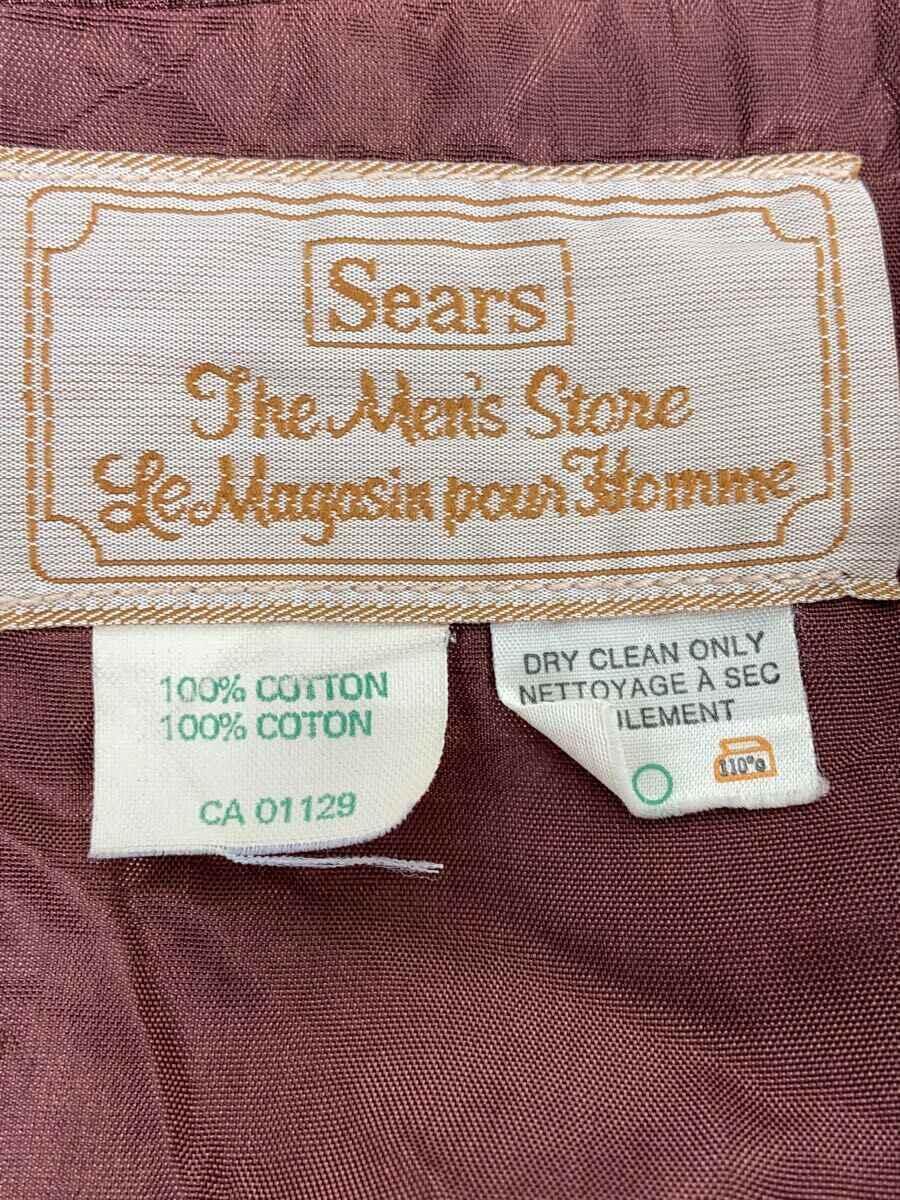 Sears
The Men's Store
Le Magasin pour Homme
100% COTTON
100% COTON
CA 01129
DRY CLEAN ONLY
NETTOYAGE À SEC
110°